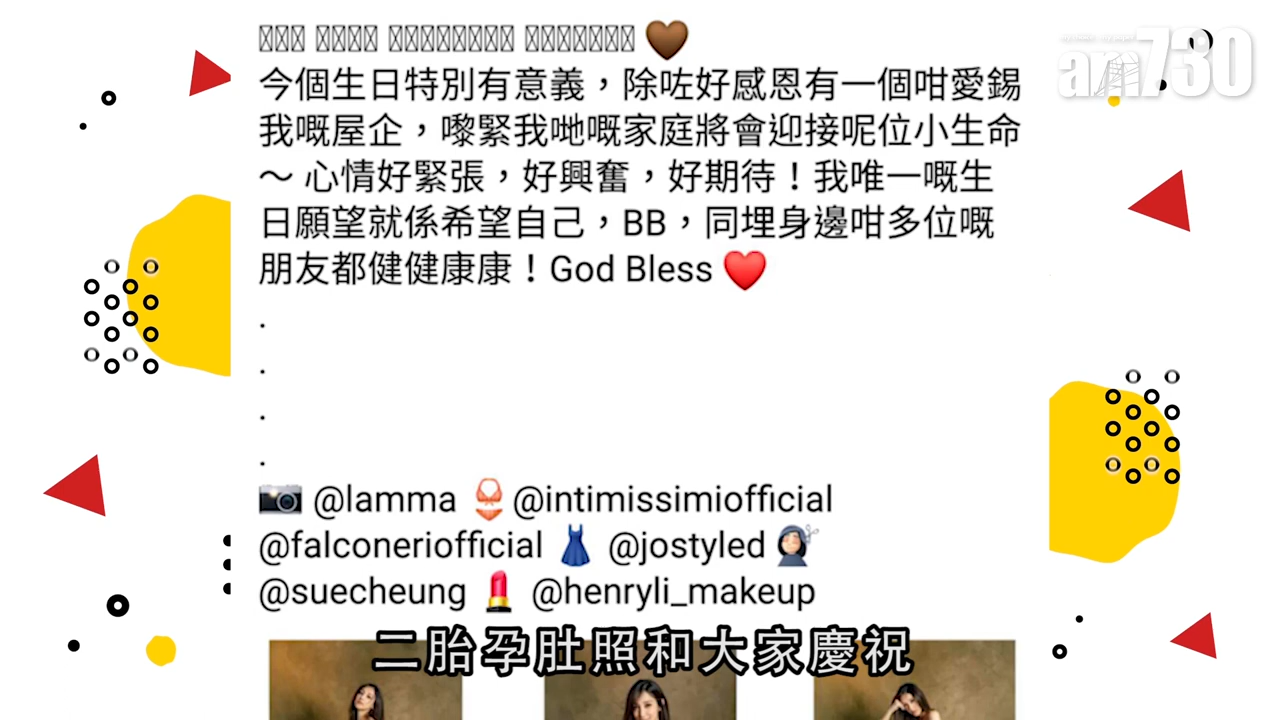 今個生日特別有意義，除咗好感恩有一個咁愛錫
我嘅屋企，嚟緊我哋嘅家庭將會迎接呢位小生命
～ 心情好緊張，好興奮，好期待！我唯一嘅生
日願望就係希望自己，BB，同埋身邊咁多位嘅
朋友都健健康康！God Bless ❤️
.
.
.
.
📷 @lamma 👙 @intimissimiofficial
@falconeriofficial 👗 @jostyled 💇
@suecheung 💄 @henryli_makeup
二胎孕肚照和大家慶祝
am730